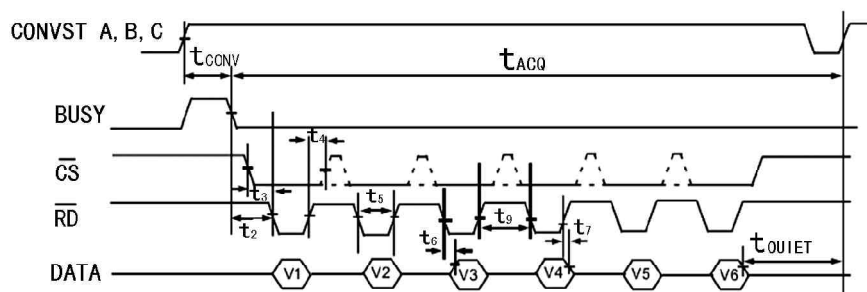 CONVST A, B, C
tCONV
tACQ
BUSY
t4
CS
t3
t5
RD
t2
t6
t9
t7
tQUIET
DATA
V1
V2
V3
V4
V5
V6